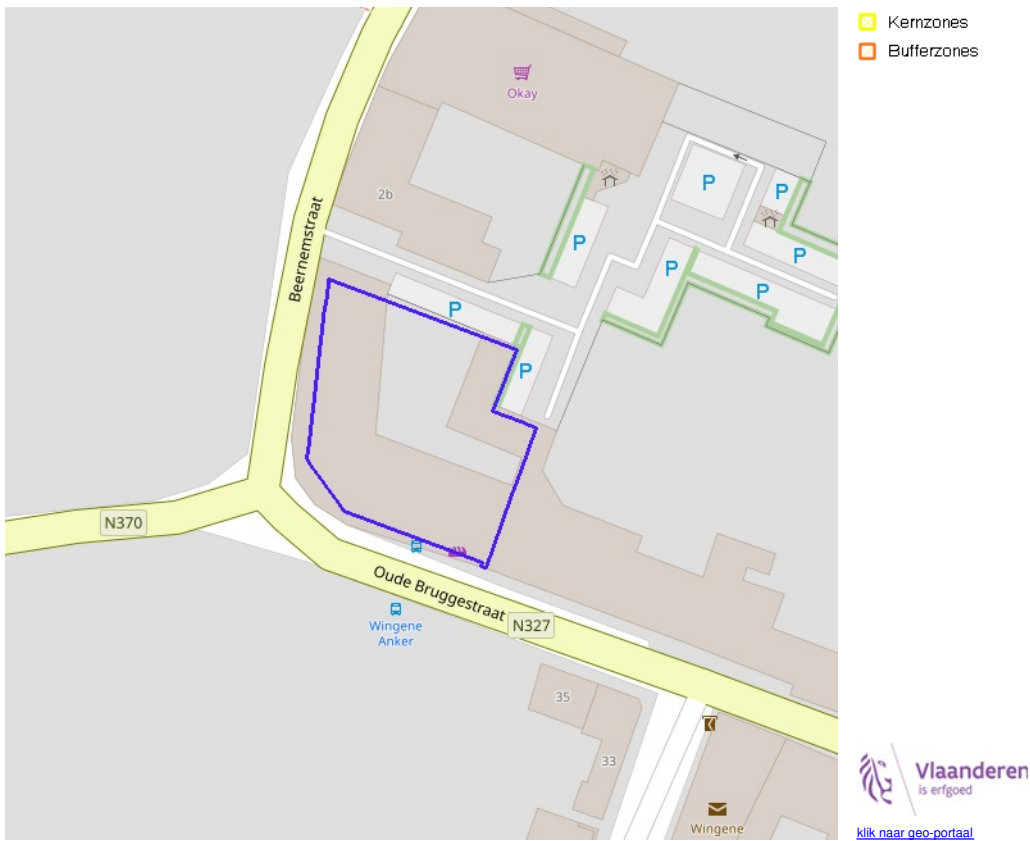 Kernzones
Bufferzones
Okay
2b
P
P
P
P
P
P
P
P
Beernemstraat
N370
Oude Bruggestraat
N327
Wingene
Anker
35
33
Wingene
Vlaanderen
is erfgoed
klik naar geo-portaal